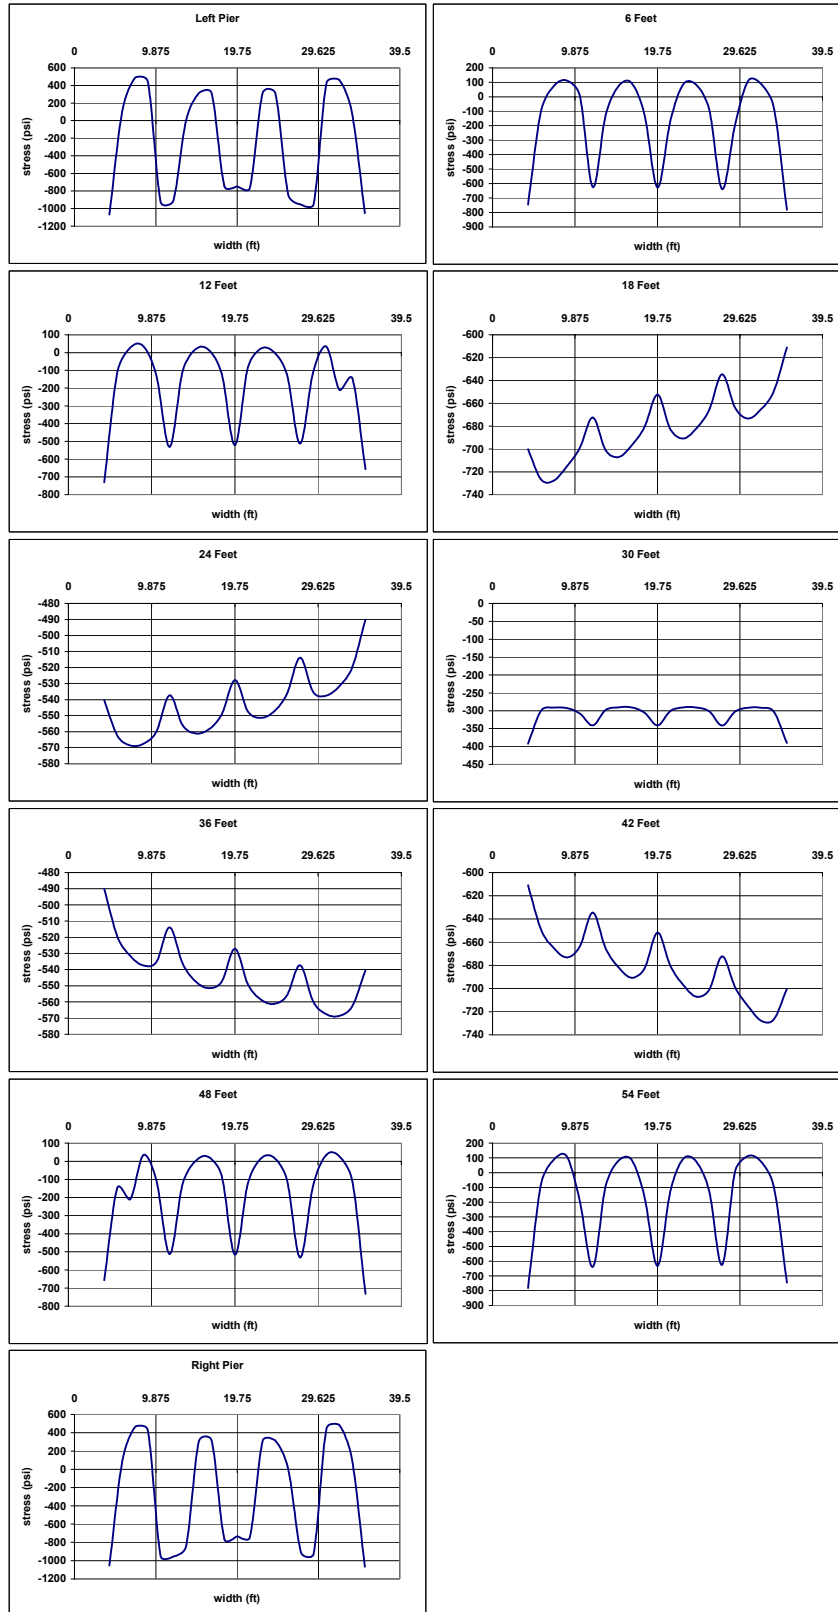 Left Pier
0 9.875 19.75 29.625 39.5
600
400
200
0
-200
-400
-600
-800
-1000
-1200
stress (psi)
width (ft)
6 Feet
0 9.875 19.75 29.625 39.5
200
100
0
-100
-200
-300
-400
-500
-600
-700
-800
-900
stress (psi)
width (ft)
12 Feet
0 9.875 19.75 29.625 39.5
100
0
-100
-200
-300
-400
-500
-600
-700
-800
stress (psi)
width (ft)
18 Feet
0 9.875 19.75 29.625 39.5
-600
-620
-640
-660
-680
-700
-720
-740
stress (psi)
width (ft)
24 Feet
0 9.875 19.75 29.625 39.5
-480
-490
-500
-510
-520
-530
-540
-550
-560
-570
-580
stress (psi)
width (ft)
30 Feet
0 9.875 19.75 29.625 39.5
0
-50
-100
-150
-200
-250
-300
-350
-400
-450
stress (psi)
width (ft)
36 Feet
0 9.875 19.75 29.625 39.5
-480
-490
-500
-510
-520
-530
-540
-550
-560
-570
-580
stress (psi)
width (ft)
42 Feet
0 9.875 19.75 29.625 39.5
-600
-620
-640
-660
-680
-700
-720
-740
stress (psi)
width (ft)
48 Feet
0 9.875 19.75 29.625 39.5
100
0
-100
-200
-300
-400
-500
-600
-700
-800
stress (psi)
width (ft)
54 Feet
0 9.875 19.75 29.625 39.5
200
100
0
-100
-200
-300
-400
-500
-600
-700
-800
-900
stress (psi)
width (ft)
Right Pier
0 9.875 19.75 29.625 39.5
600
400
200
0
-200
-400
-600
-800
-1000
-1200
stress (psi)
width (ft)